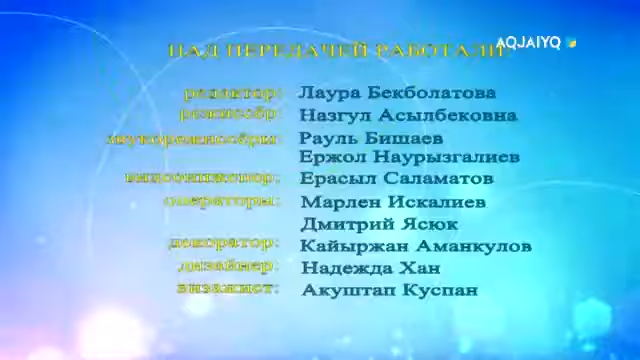 НАД ПЕРЕДАЧЕЙ РАБОТАЛИ:
AQJAIYQ
редактор: Лаура Бекболатова
режиссёр: Назгул Асылбековна
звукорежиссёры: Рауль Бишаев
Ержол Наурызгалиев
видеоинженер: Ерасыл Саламатов
операторы: Марлен Искалиев
Дмитрий Ясюк
декоратор: Кайыржан Аманкулов
дизайнер: Надежда Хан
визажист: Акуштап Куспан